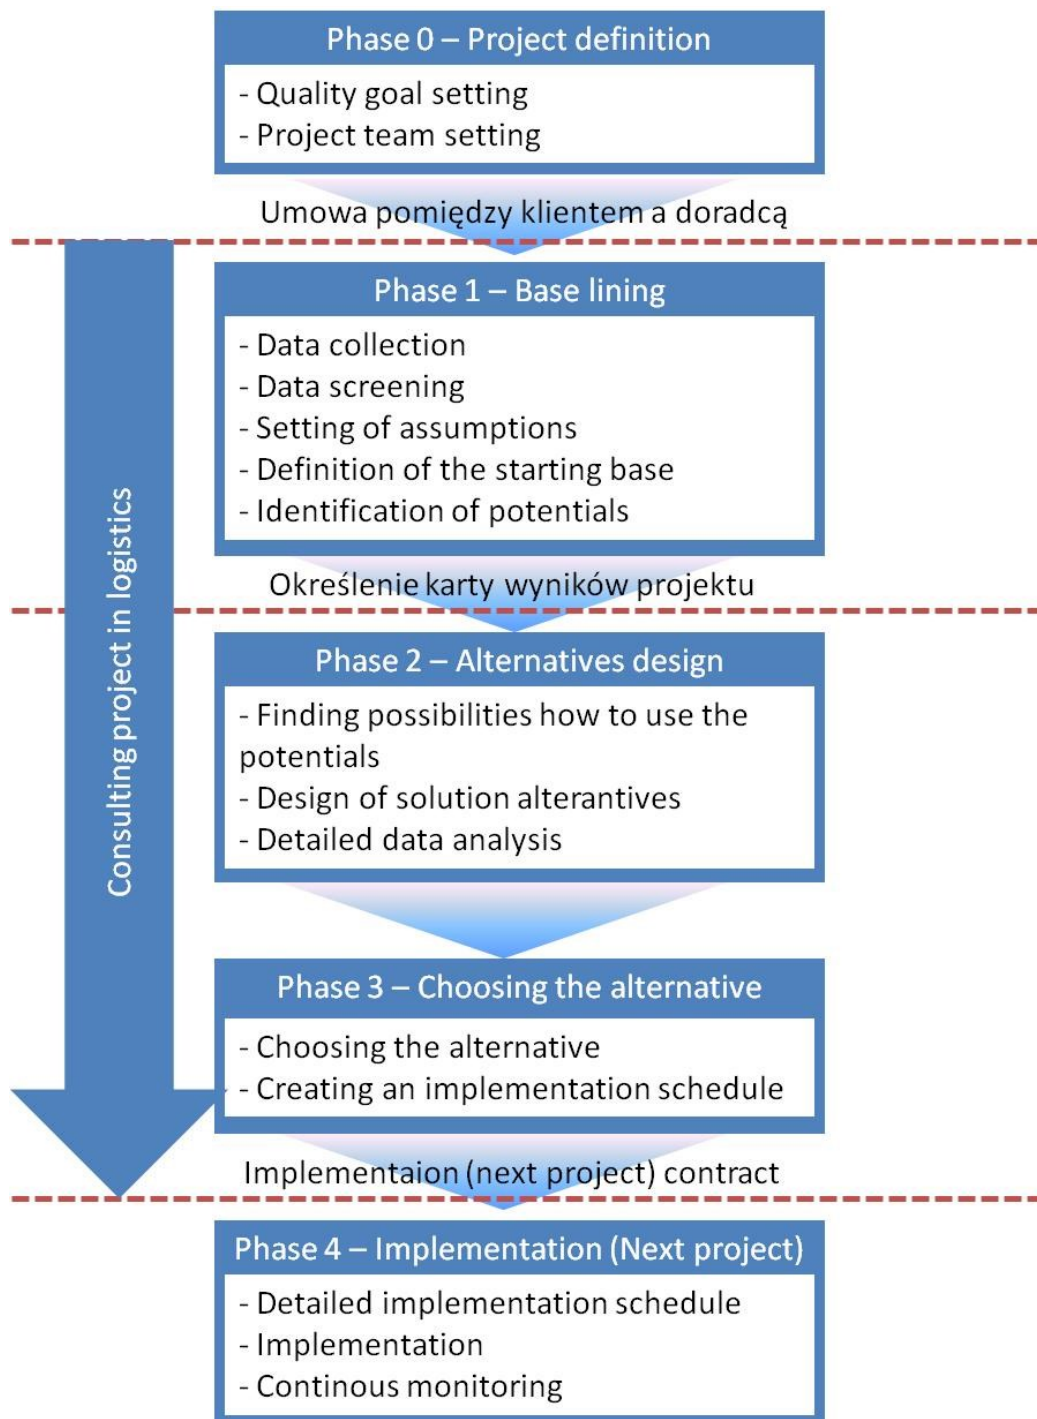 Phase 0 – Project definition
- Quality goal setting
- Project team setting
Umowa pomiędzy klientem a doradcą
Phase 1 – Base lining
- Data collection
- Data screening
- Setting of assumptions
- Definition of the starting base
- Identification of potentials
Określenie karty wyników projektu
Consulting project in logistics
Phase 2 – Alternatives design
- Finding possibilities how to use the
potentials
- Design of solution alterantives
- Detailed data analysis
Phase 3 – Choosing the alternative
- Choosing the alternative
- Creating an implementation schedule
Implementaion (next project) contract
Phase 4 – Implementation (Next project)
- Detailed implementation schedule
- Implementation
- Continous monitoring